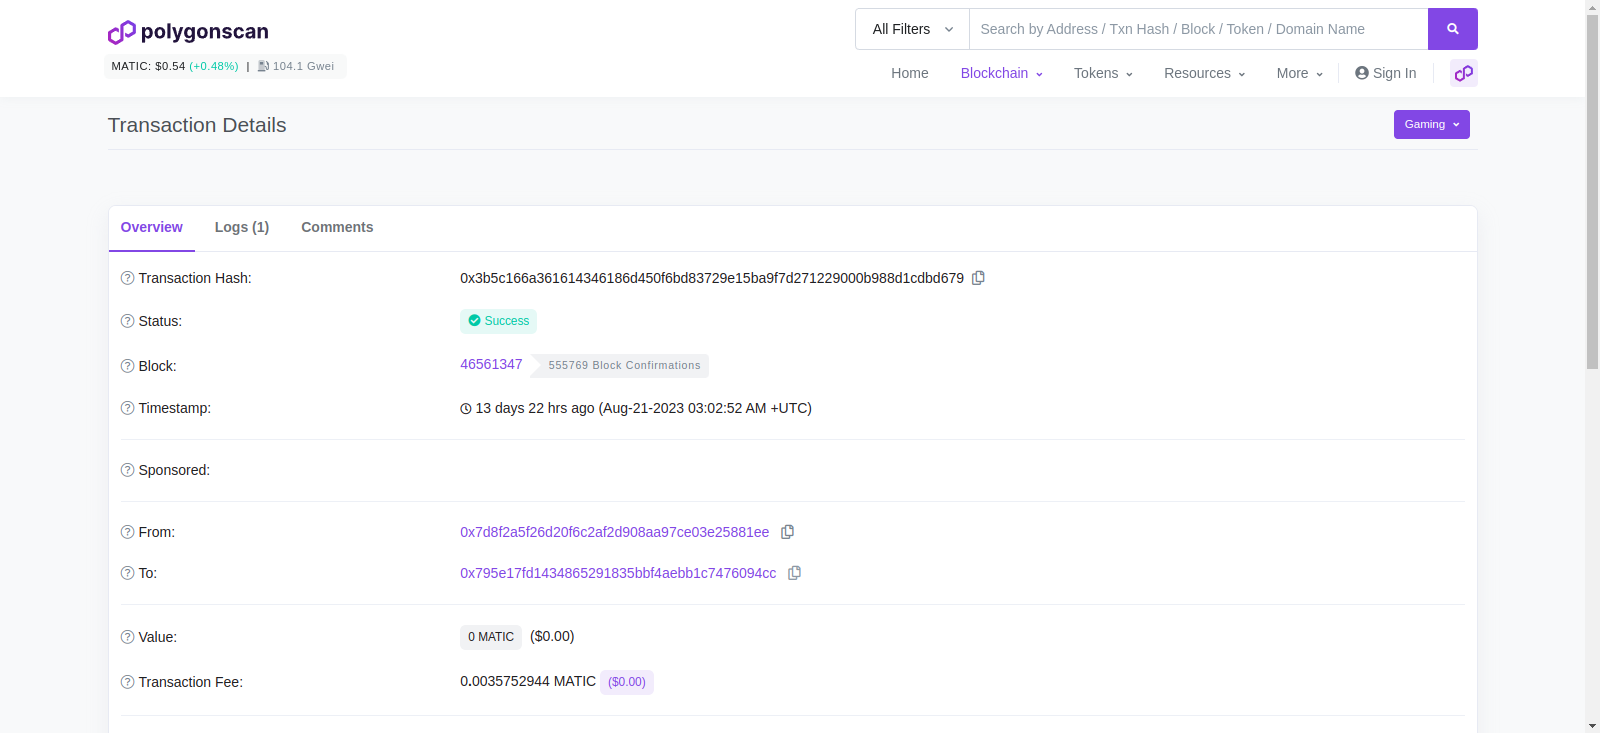 polygonscan
All Filters
Search by Address / Txn Hash / Block / Token / Domain Name
MATIC: $0.54 (+0.48%) | 104.1 Gwei
Home Blockchain Tokens Resources More Sign In
Transaction Details
Gaming
Overview Logs (1) Comments
Transaction Hash: 0x3b5c166a361614346186d450f6bd83729e15ba9f7d271229000b988d1cdbd679
Status: Success
Block: 46561347 555769 Block Confirmations
Timestamp: 13 days 22 hrs ago (Aug-21-2023 03:02:52 AM +UTC)
Sponsored:
From: 0x7d8f2a5f26d20f6c2af2d908aa97ce03e25881ee
To: 0x795e17fd1434865291835bbf4aebb1c7476094cc
Value: 0 MATIC ($0.00)
Transaction Fee: 0.0035752944 MATIC ($0.00)